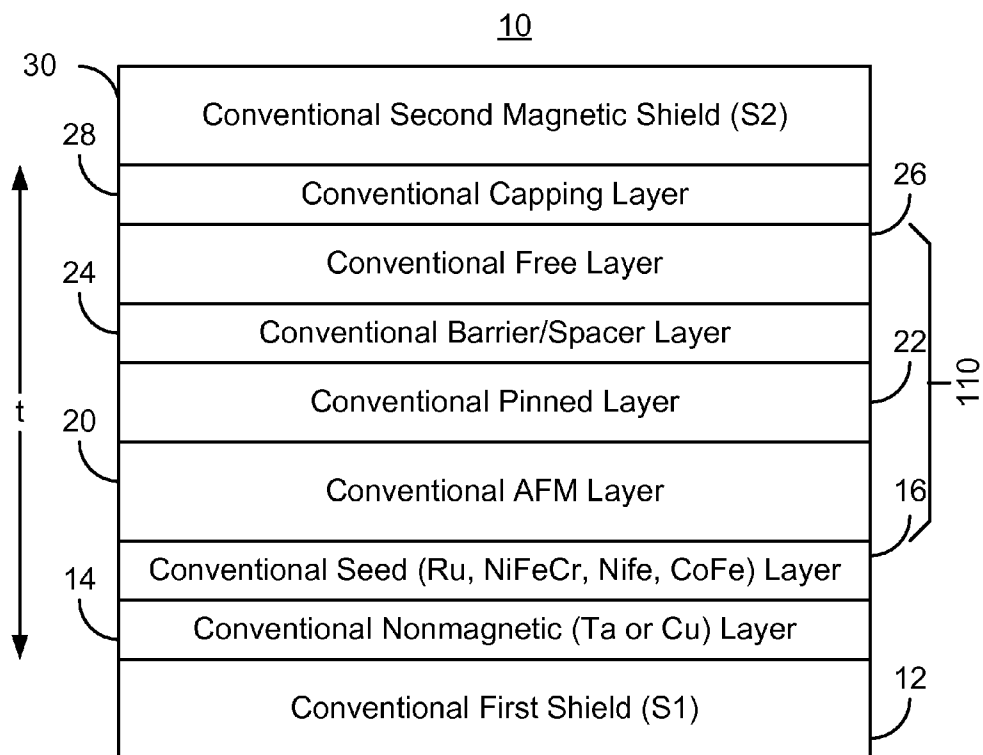 10
30
Conventional Second Magnetic Shield (S2)
28
Conventional Capping Layer
26
Conventional Free Layer
24
Conventional Barrier/Spacer Layer
22
Conventional Pinned Layer
110
t
20
Conventional AFM Layer
16
Conventional Seed (Ru, NiFeCr, Nife, CoFe) Layer
14
Conventional Nonmagnetic (Ta or Cu) Layer
12
Conventional First Shield (S1)